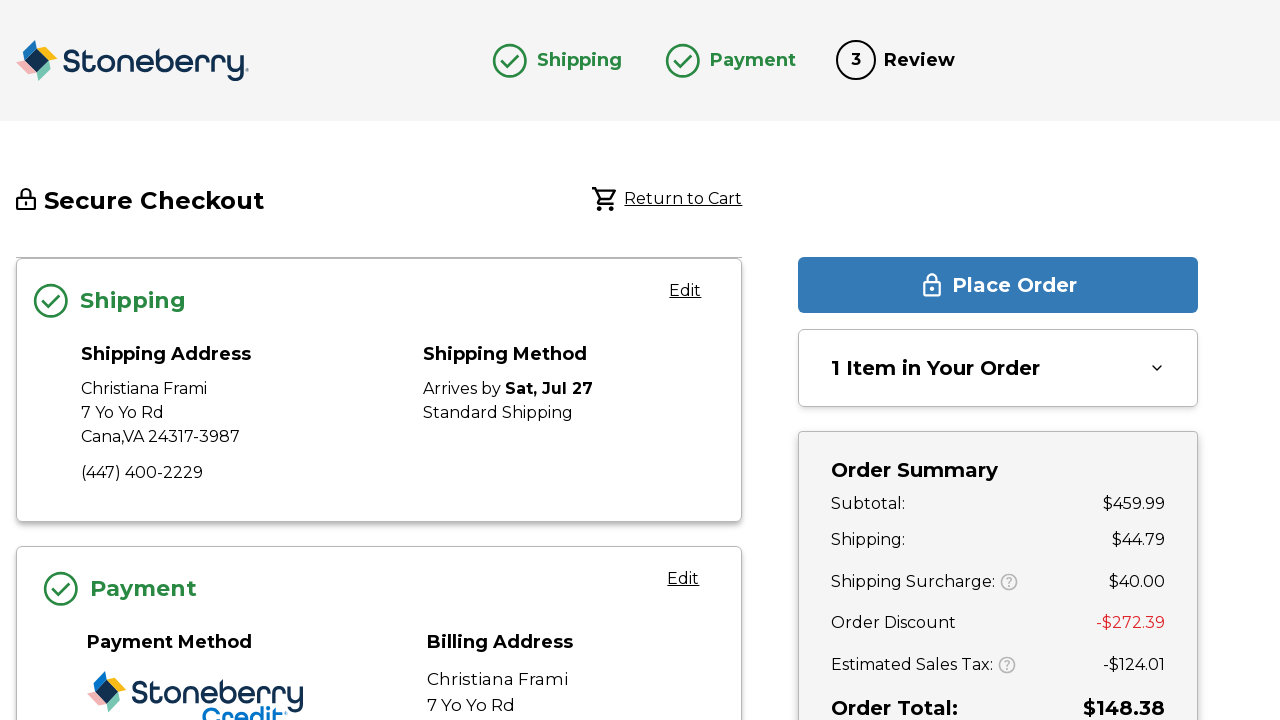 Stoneberry
Shipping
Payment
3
Review
Secure Checkout
Return to Cart
Shipping
Edit
Shipping Address
Christiana Frami
7 Yo Yo Rd
Cana,VA 24317-3987
(447) 400-2229
Shipping Method
Arrives by Sat, Jul 27
Standard Shipping
Payment
Edit
Payment Method
Stoneberry
Credit
Billing Address
Christiana Frami
7 Yo Yo Rd
Place Order
1 Item in Your Order
Order Summary
Subtotal: $459.99
Shipping: $44.79
Shipping Surcharge: ? $40.00
Order Discount -$272.39
Estimated Sales Tax: ? -$124.01
Order Total: $148.38